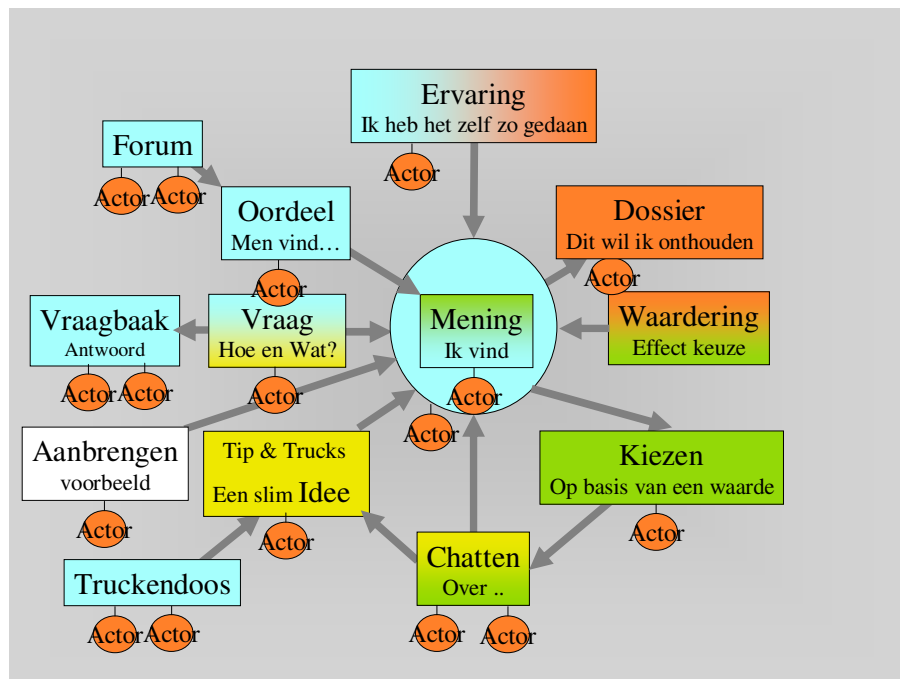 Ervaring
Ik heb het zelf zo gedaan
Actor
Forum
Actor
Actor
Oordeel
Men vind…
Actor
Dossier
Dit wil ik onthouden
Actor
Vraagbaak
Antwoord
Actor
Actor
Vraag
Hoe en Wat?
Actor
Mening
Ik vind
Actor
Actor
Waardering
Effect keuze
Aanbrengen
voorbeeld
Actor
Tip & Trucks
Een slim Idee
Actor
Kiezen
Op basis van een waarde
Actor
Truckendoos
Actor
Actor
Chatten
Over ..
Actor
Actor